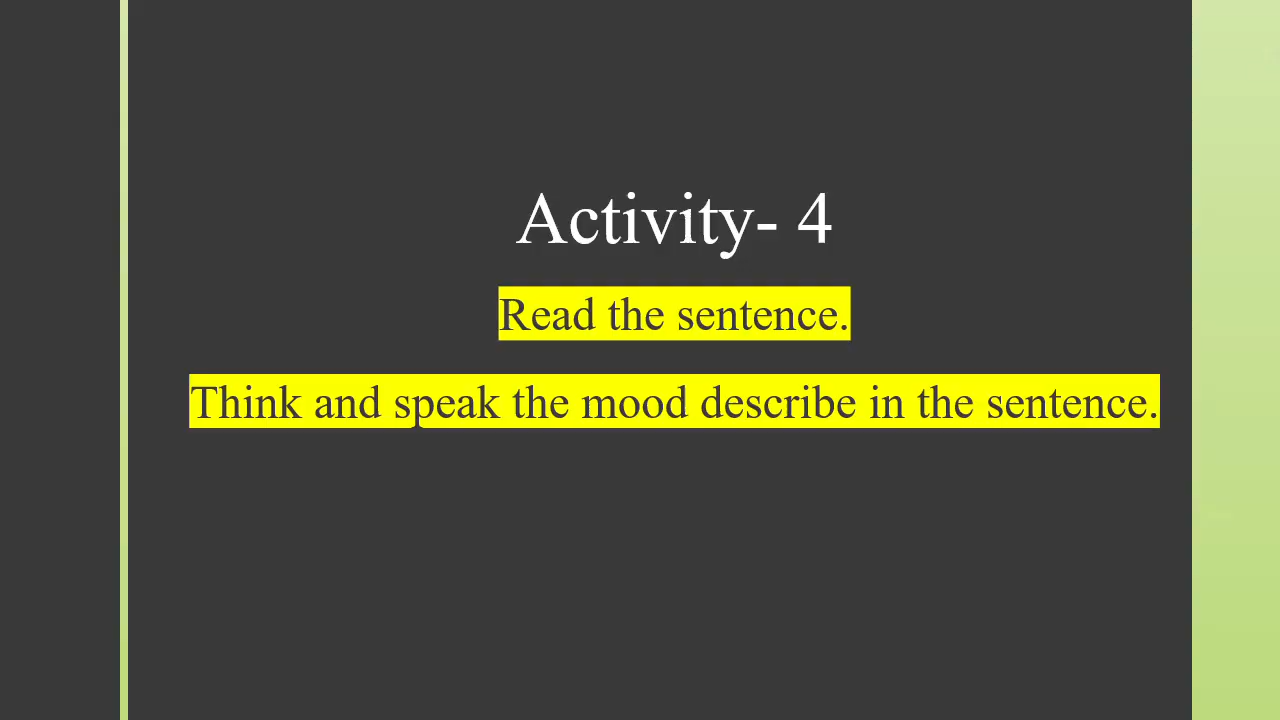 Activity- 4
Read the sentence.
Think and speak the mood describe in the sentence.